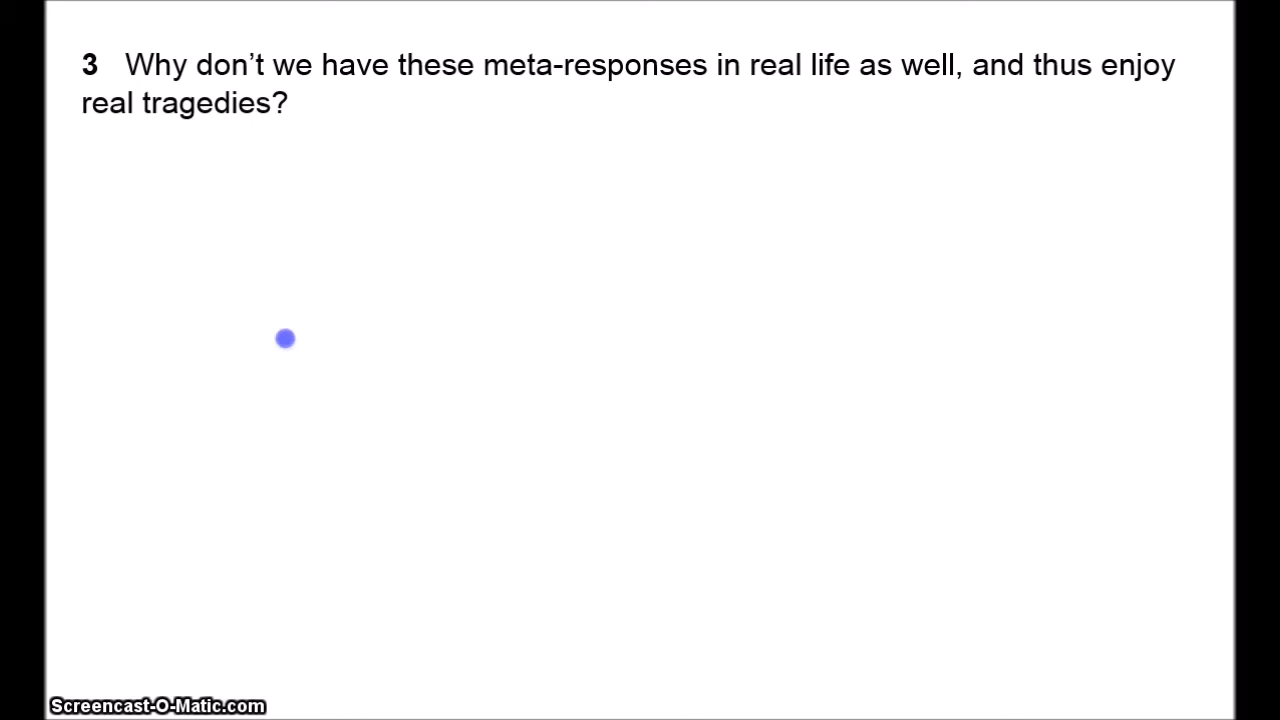 3 Why don’t we have these meta-responses in real life as well, and thus enjoy
real tragedies?
Screencast-O-Matic.com